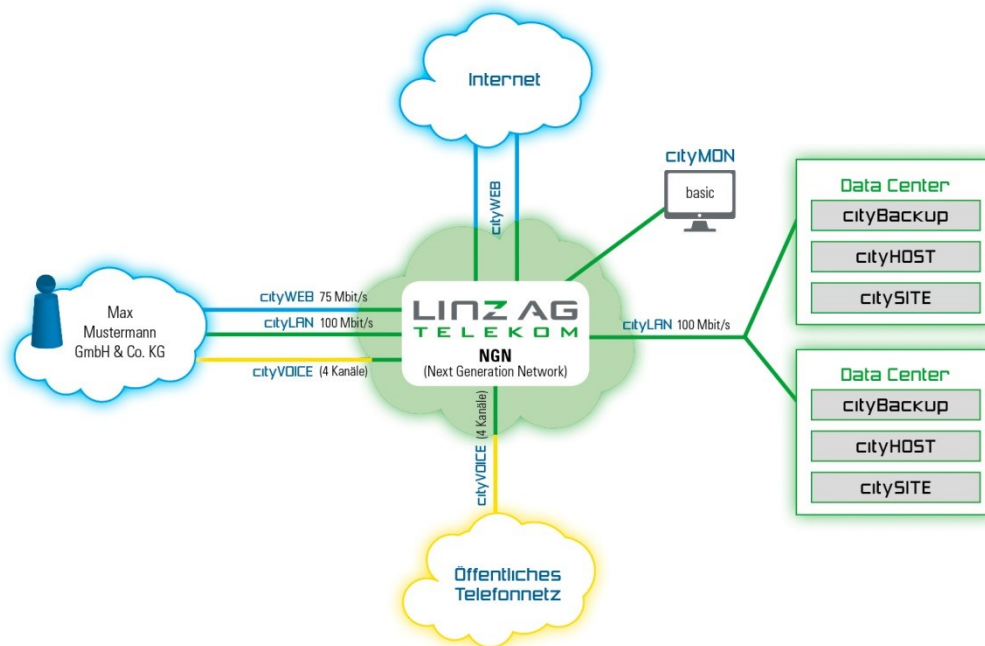 Internet
cityWEB
cityMON
basic
Data Center
cityBackup
cityHOST
citySITE
Max
Mustermann
GmbH & Co. KG
cityWEB 75 Mbit/s
cityLAN 100 Mbit/s
cityVOICE (4 Kanäle)
LINZ AG
TELEKOM
NGN
(Next Generation Network)
cityLAN 100 Mbit/s
Data Center
cityBackup
cityHOST
citySITE
cityVOICE (4 Kanäle)
Öffentliches
Telefonnetz